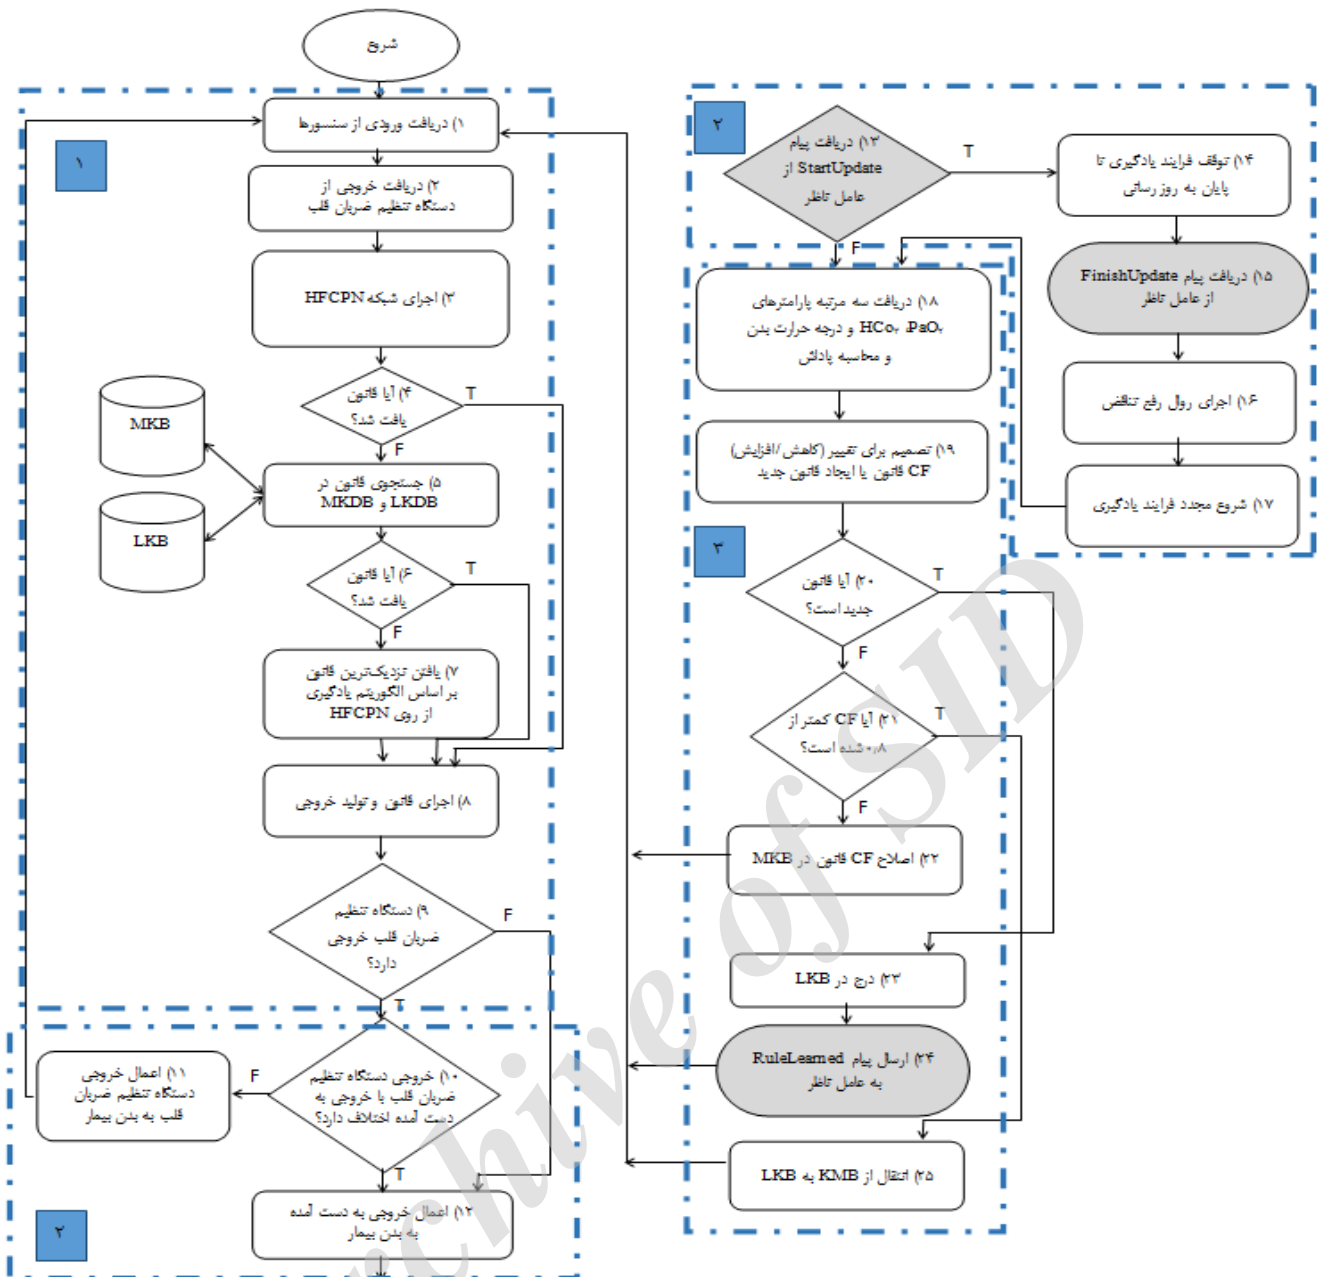 شروع
۱
۱) دریافت ورودی از سنسورها
۲) دریافت خروجی از
دستگاه تنظیم ضربان قلب
۳) اجرای شبکه HFCPN
۴) آیا قانون
یافت شد؟
T
F
MKB
LKB
۵) جستجوی قانون در
LKDB و MKDB
۶) آیا قانون
یافت شد؟
T
F
۷) یافتن نزدیک‌ترین قانون
بر اساس الگوریتم یادگیری
از روی HFCPN
۸) اجرای قانون و تولید خروجی
۹) دستگاه تنظیم
ضربان قلب خروجی
دارد؟
F
T
۱۰) خروجی دستگاه تنظیم
ضربان قلب با خروجی به
دست آمده اختلاف دارد؟
F
T
۱۱) اعمال خروجی
دستگاه تنظیم ضربان
قلب به بدن بیمار
۱۲) اعمال خروجی به دست آمده
به بدن بیمار
۲
۲
۱۳) دریافت پیام
StartUpdate از
عامل ناظر
T
F
۱۴) توقف فرایند یادگیری تا
پایان به روز رسانی
۱۵) دریافت پیام FinishUpdate
از عامل ناظر
۱۶) اجرای رول رفع تناقض
۱۷) شروع مجدد فرایند یادگیری
۱۸) دریافت سه مرتبه پارامترهای
HCo₂ ،PaO₂ و درجه حرارت بدن
و محاسبه پاداش
۱۹) تصمیم برای تغییر (کاهش/افزایش)
CF قانون یا ایجاد قانون جدید
۳
۲۰) آیا قانون
جدید است؟
T
F
۲۱) آیا CF کمتر از
۰/۸ شده است؟
T
F
۲۲) اصلاح CF قانون در MKB
۲۳) درج در LKB
۲۴) ارسال پیام RuleLearned
به عامل ناظر
۲۵) انتقال از KMB به LKB
Archive of SID